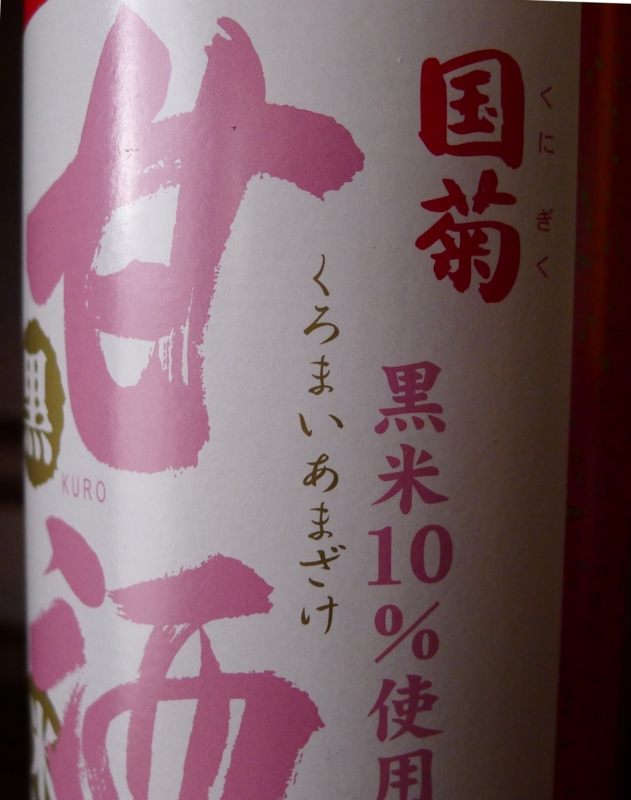 国菊
くにぎく
黒米10%使用
くろまいあまざけ
甘酒
黒米
KURO